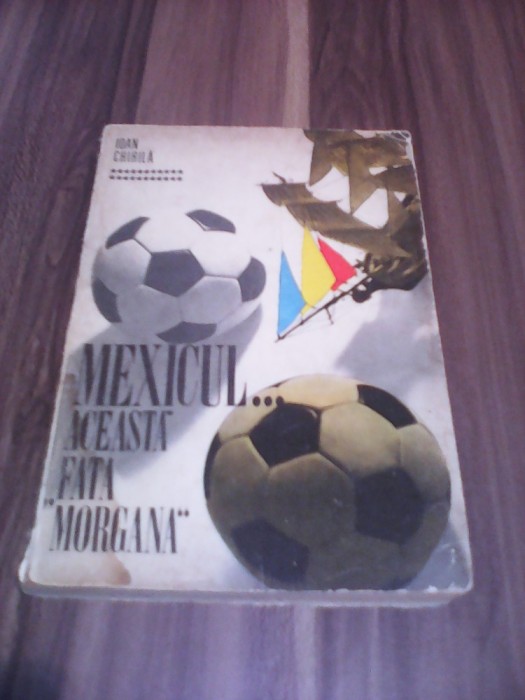 IOAN
CHIRILĂ
MEXICUL...
ACEASTĂ
FATA
„MORGANA“